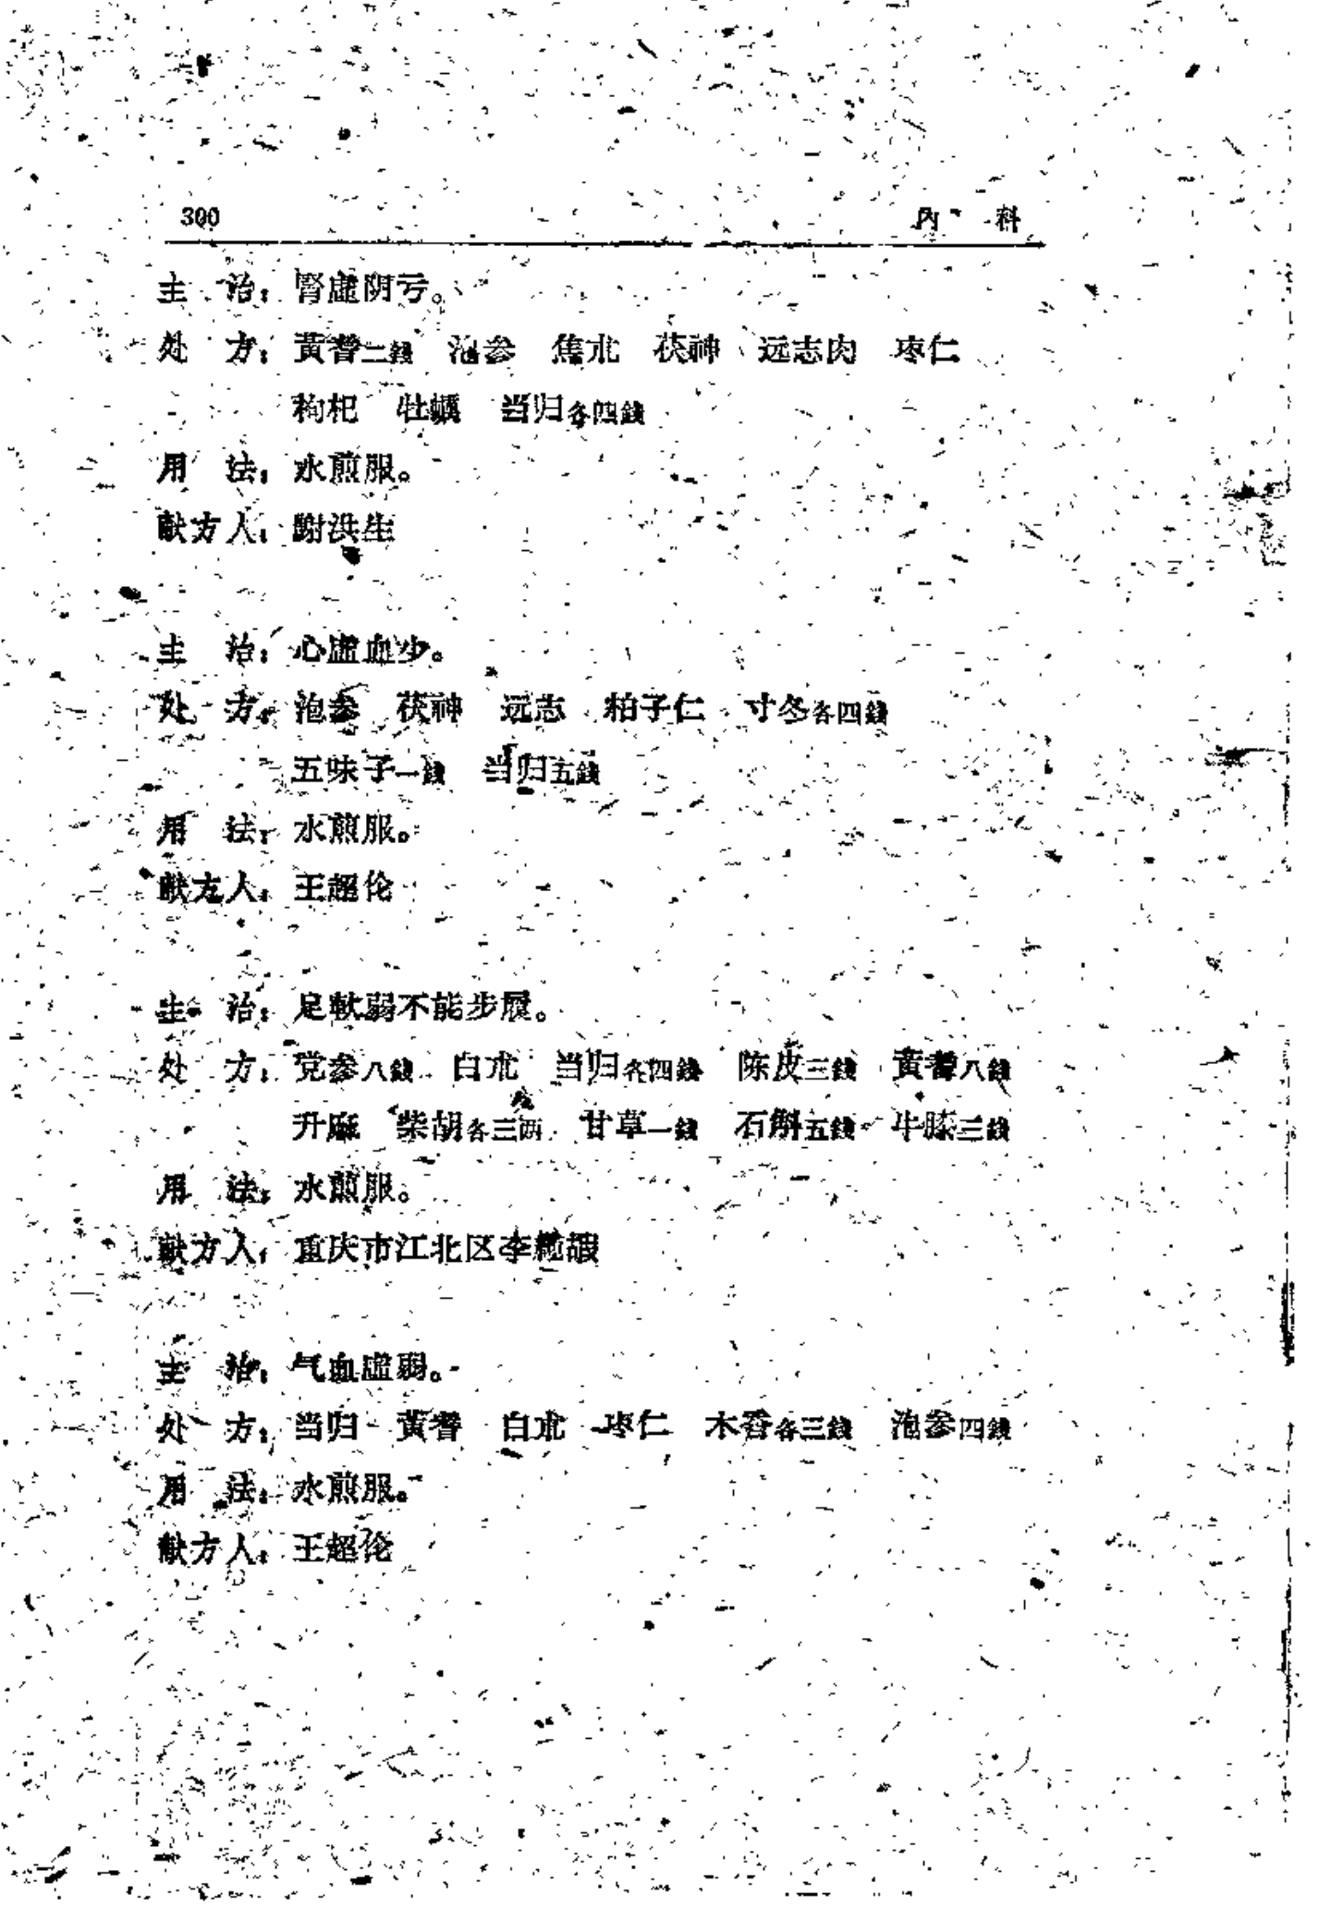 300 内科
主治：肾虚阴亏。
处方：黄耆二錢 泡参 焦朮 茯神 远志肉 枣仁
枸杞 牡蠣 当归各四錢
用法：水煎服。
献方人：謝洪生
主治：心虚血少。
处方：泡参 茯神 远志 柏子仁 寸冬各四錢
五味子一錢 当归五錢
用法：水煎服。
献方人：王超伦
主治：足軟弱不能步履。
处方：党参八錢 白朮 当归各四錢 陈皮三錢 黄耆八錢
升麻 柴胡各三两 甘草一錢 石斛五錢 牛膝三錢
用法：水煎服。
献方人：重庆市江北区李
主治：气血虚弱。
处方：当归 黄耆 白朮 枣仁 木香各三錢 泡参四錢
用法：水煎服。
献方人：王超伦